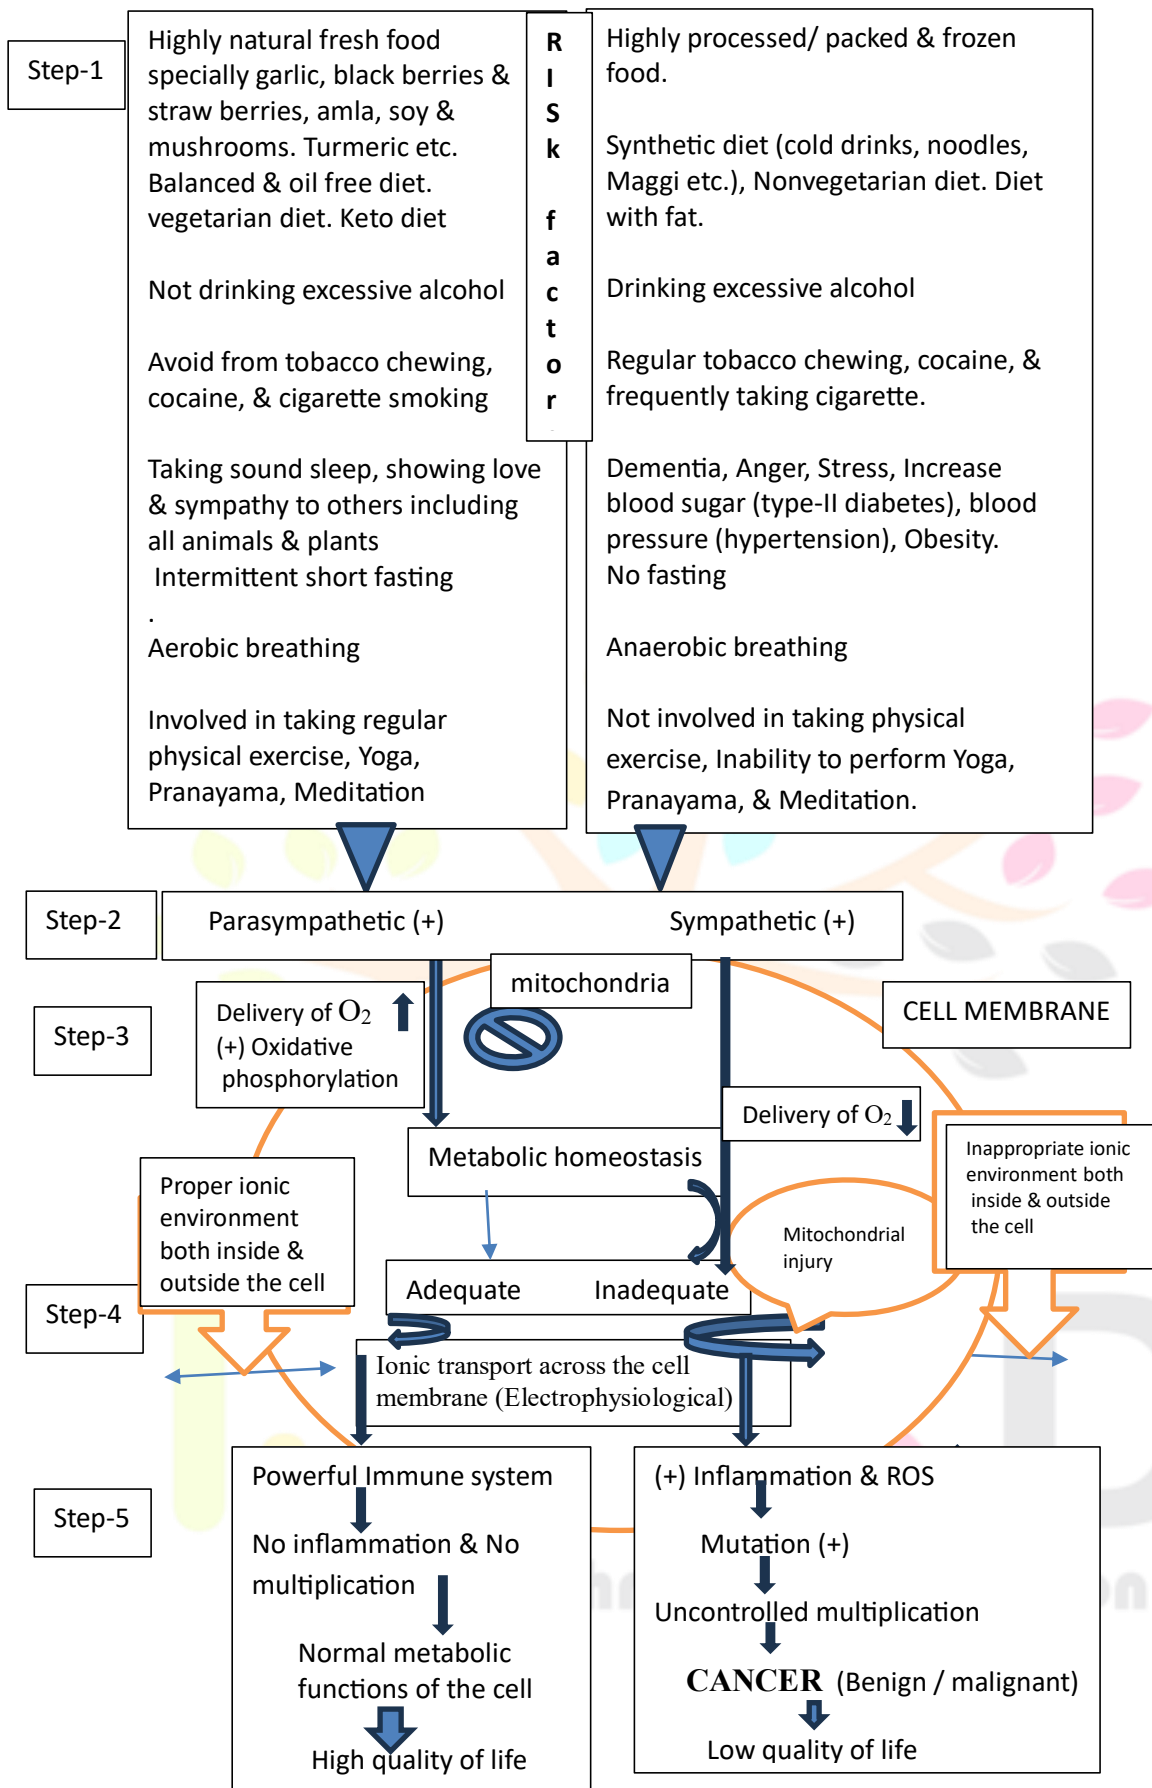 Step-1
Highly natural fresh food
specially garlic, black berries &
straw berries, amla, soy &
mushrooms. Turmeric etc.
Balanced & oil free diet.
vegetarian diet. Keto diet
Not drinking excessive alcohol
Avoid from tobacco chewing,
cocaine, & cigarette smoking
Taking sound sleep, showing love
& sympathy to others including
all animals & plants
Intermittent short fasting
.
Aerobic breathing
Involved in taking regular
physical exercise, Yoga,
Pranayama, Meditation
R
I
S
k
f
a
c
t
o
r
Highly processed/ packed & frozen
food.
Synthetic diet (cold drinks, noodles,
Maggi etc.), Nonvegetarian diet. Diet
with fat.
Drinking excessive alcohol
Regular tobacco chewing, cocaine, &
frequently taking cigarette.
Dementia, Anger, Stress, Increase
blood sugar (type-II diabetes), blood
pressure (hypertension), Obesity.
No fasting
Anaerobic breathing
Not involved in taking physical
exercise, Inability to perform Yoga,
Pranayama, & Meditation.
Step-2
Parasympathetic (+) Sympathetic (+)
mitochondria
Step-3
Delivery of O₂
(+) Oxidative
phosphorylation
CELL MEMBRANE
Delivery of O₂
Metabolic homeostasis
Inappropriate ionic
environment both
inside & outside
the cell
Proper ionic
environment
both inside &
outside the cell
Mitochondrial
injury
Step-4
Adequate Inadequate
Ionic transport across the cell
membrane (Electrophysiological)
Step-5
Powerful Immune system
No inflammation & No
multiplication
Normal metabolic
functions of the cell
High quality of life
(+) Inflammation & ROS
Mutation (+)
Uncontrolled multiplication
CANCER (Benign / malignant)
Low quality of life